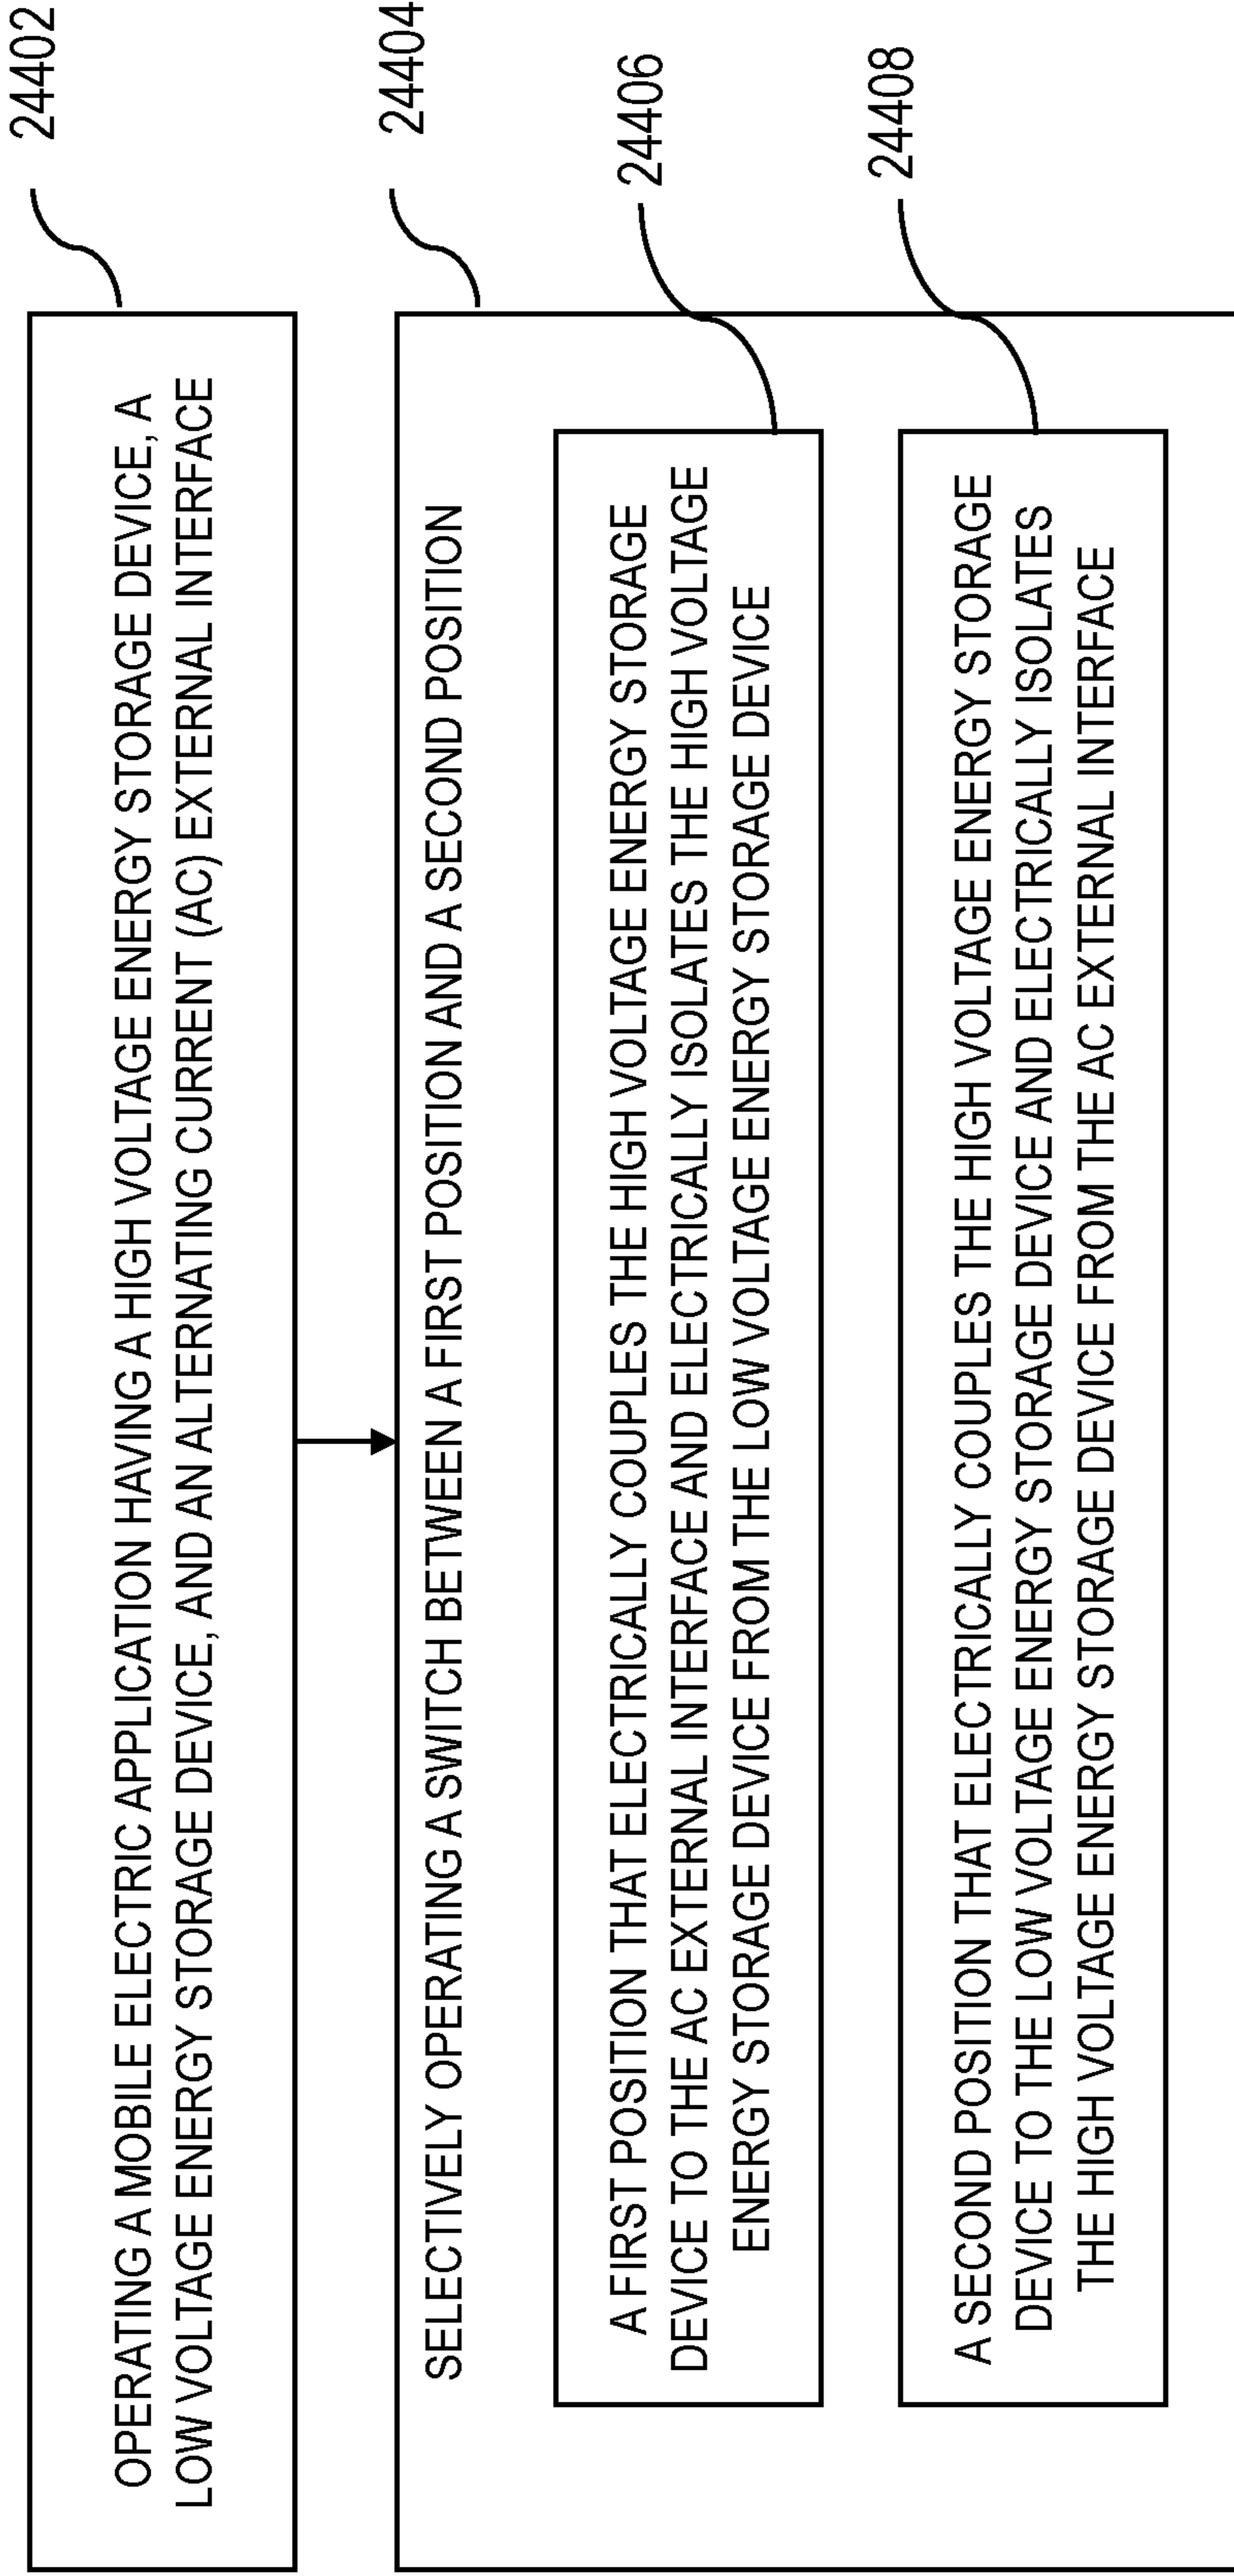 24402
OPERATING A MOBILE ELECTRIC APPLICATION HAVING A HIGH VOLTAGE ENERGY STORAGE DEVICE, A
LOW VOLTAGE ENERGY STORAGE DEVICE, AND AN ALTERNATING CURRENT (AC) EXTERNAL INTERFACE
24404
SELECTIVELY OPERATING A SWITCH BETWEEN A FIRST POSITION AND A SECOND POSITION
24406
A FIRST POSITION THAT ELECTRICALLY COUPLES THE HIGH VOLTAGE ENERGY STORAGE
DEVICE TO THE AC EXTERNAL INTERFACE AND ELECTRICALLY ISOLATES THE HIGH VOLTAGE
ENERGY STORAGE DEVICE FROM THE LOW VOLTAGE ENERGY STORAGE DEVICE
24408
A SECOND POSITION THAT ELECTRICALLY COUPLES THE HIGH VOLTAGE ENERGY STORAGE
DEVICE TO THE LOW VOLTAGE ENERGY STORAGE DEVICE AND ELECTRICALLY ISOLATES
THE HIGH VOLTAGE ENERGY STORAGE DEVICE FROM THE AC EXTERNAL INTERFACE